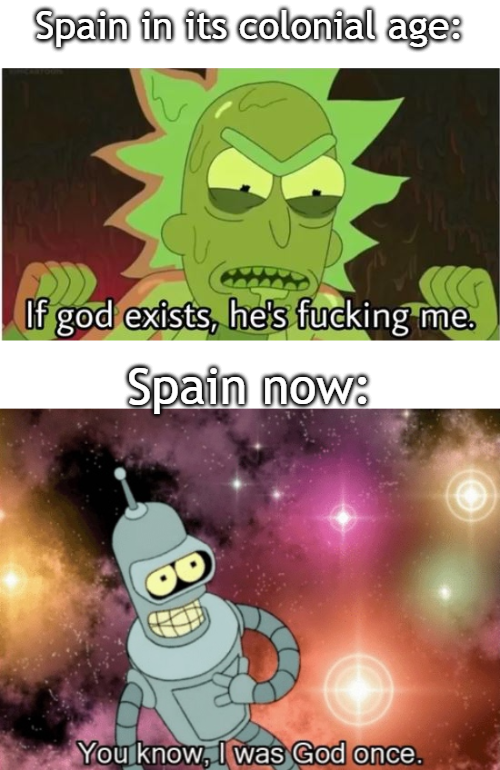 Spain in its colonial age:
If god exists, he's fucking me.
Spain now:
You know, I was God once.